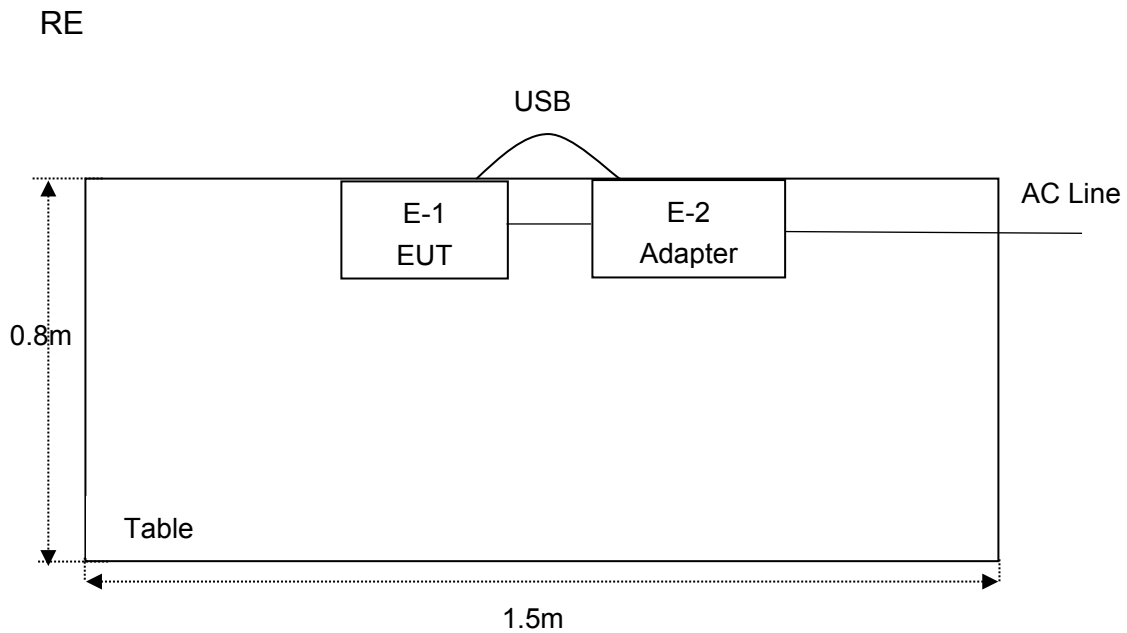 RE
USB
E-1
EUT
E-2
Adapter
AC Line
0.8m
Table
1.5m